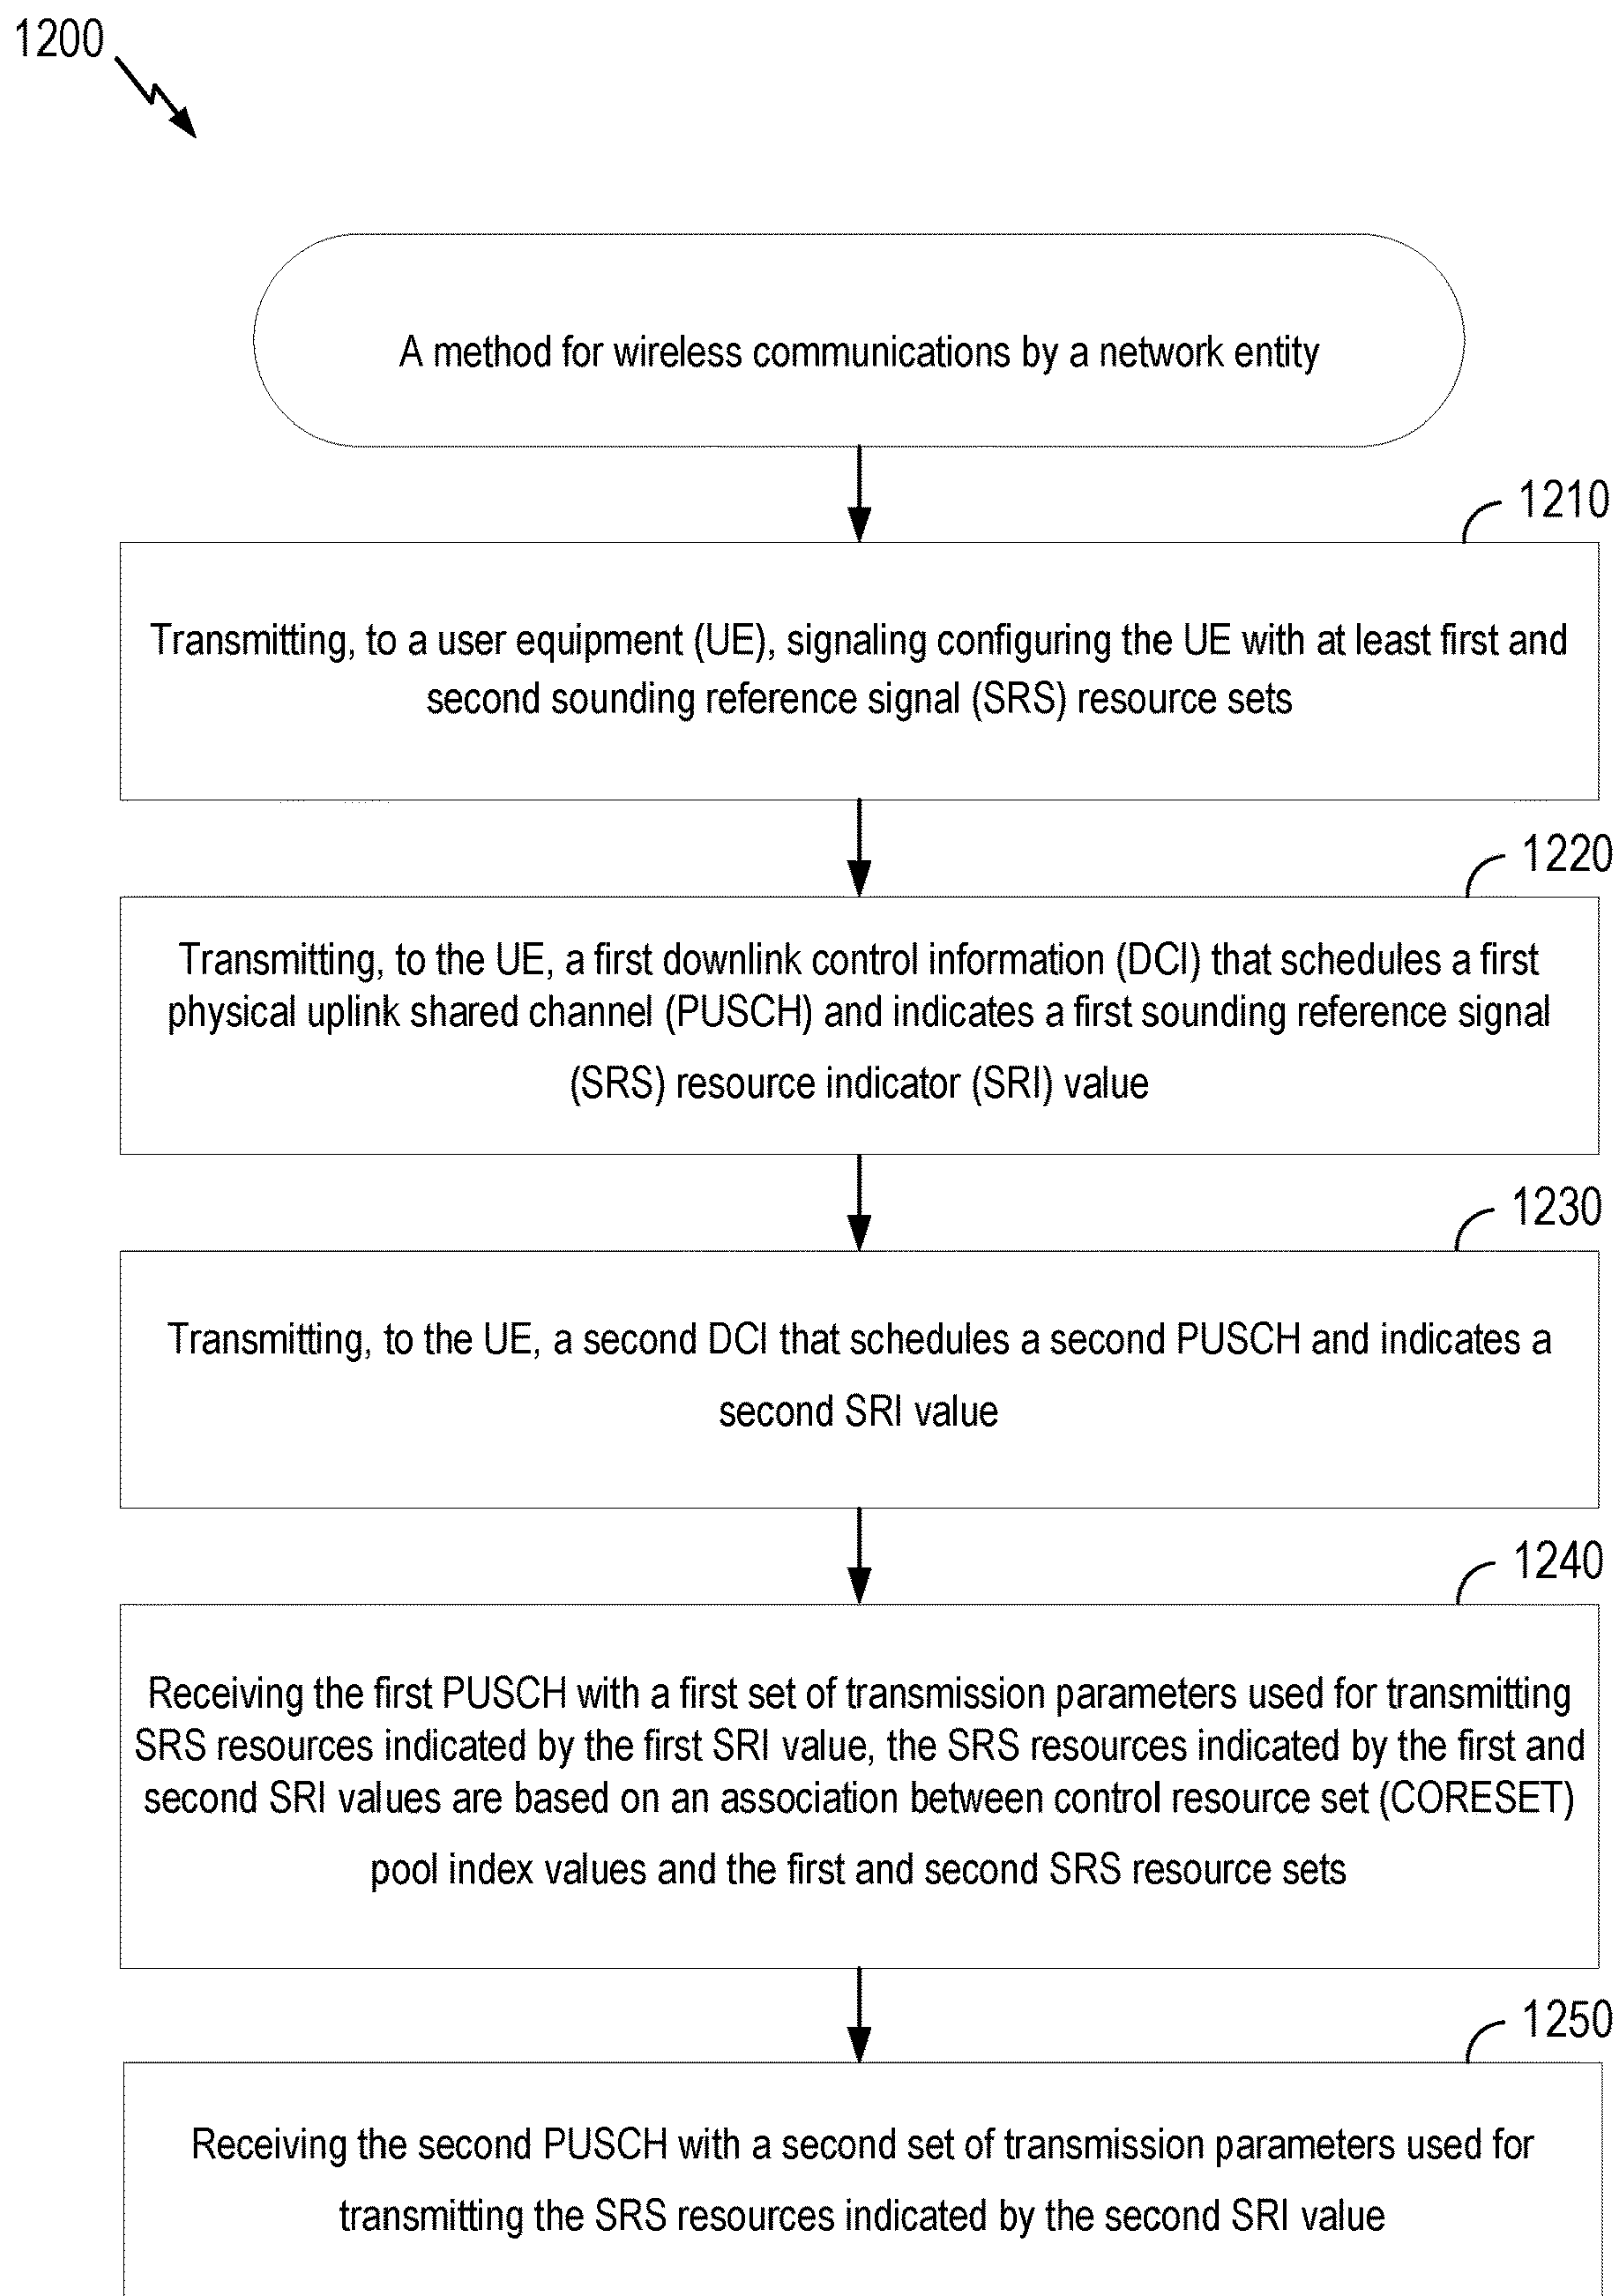 1200
A method for wireless communications by a network entity
1210
Transmitting, to a user equipment (UE), signaling configuring the UE with at least first and
second sounding reference signal (SRS) resource sets
1220
Transmitting, to the UE, a first downlink control information (DCI) that schedules a first
physical uplink shared channel (PUSCH) and indicates a first sounding reference signal
(SRS) resource indicator (SRI) value
1230
Transmitting, to the UE, a second DCI that schedules a second PUSCH and indicates a
second SRI value
1240
Receiving the first PUSCH with a first set of transmission parameters used for transmitting
SRS resources indicated by the first SRI value, the SRS resources indicated by the first and
second SRI values are based on an association between control resource set (CORESET)
pool index values and the first and second SRS resource sets
1250
Receiving the second PUSCH with a second set of transmission parameters used for
transmitting the SRS resources indicated by the second SRI value